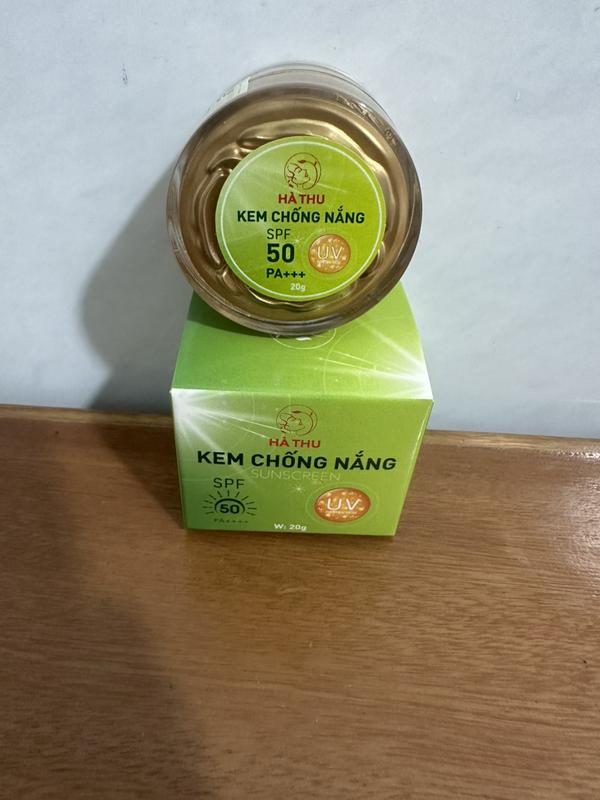 HÀ THU
KEM CHỐNG NẮNG
SPF
50
UV
PA+++
20g
HÀ THU
KEM CHỐNG NẮNG
SUNSCREEN
SPF
50
UV
PA++++
W: 20g